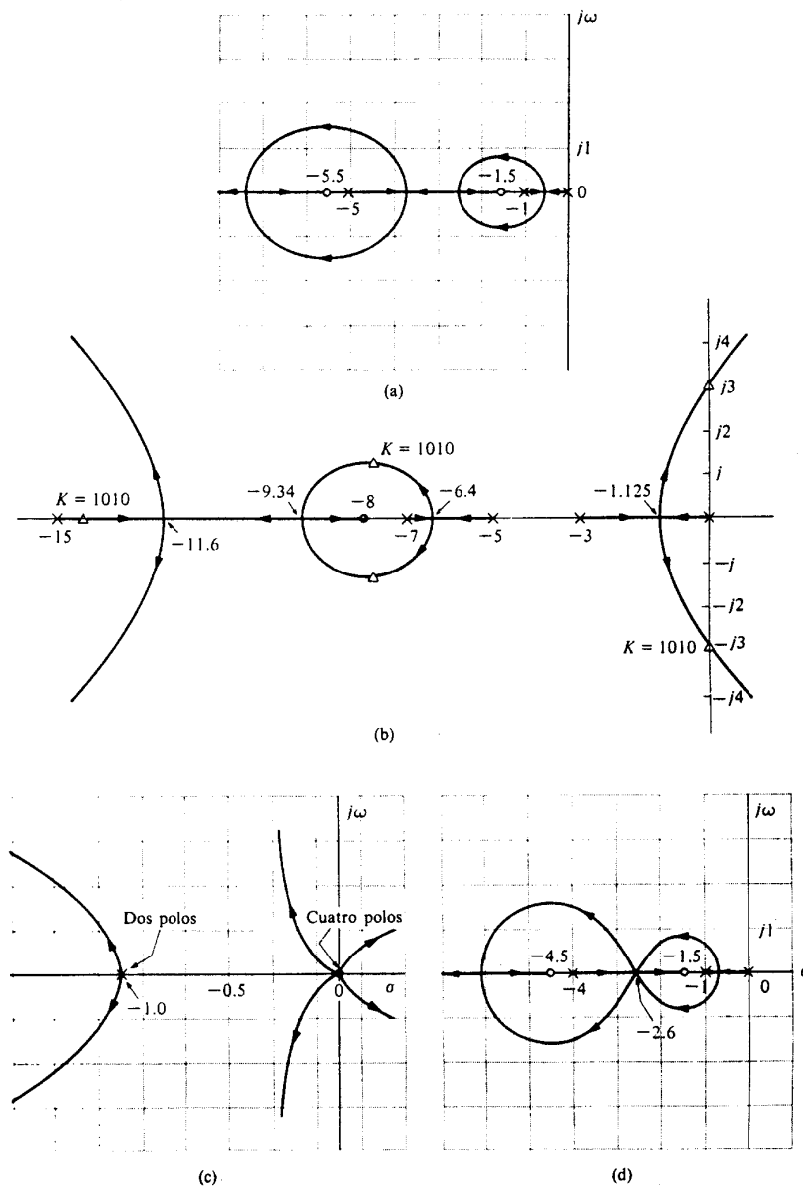 jω
j1
−5.5
−1.5
−5
−1
0
(a)
j4
K = 1010
j3
j2
j
K = 1010
−9.34
−8
−6.4
−1.125
−15
−11.6
−7
−5
−3
−j
−j2
K = 1010
−j3
−j4
(b)
jω
Dos polos
Cuatro polos
−1.0
−0.5
0
σ
(c)
jω
j1
−4.5
−1.5
−4
−1
0
σ
−2.6
(d)